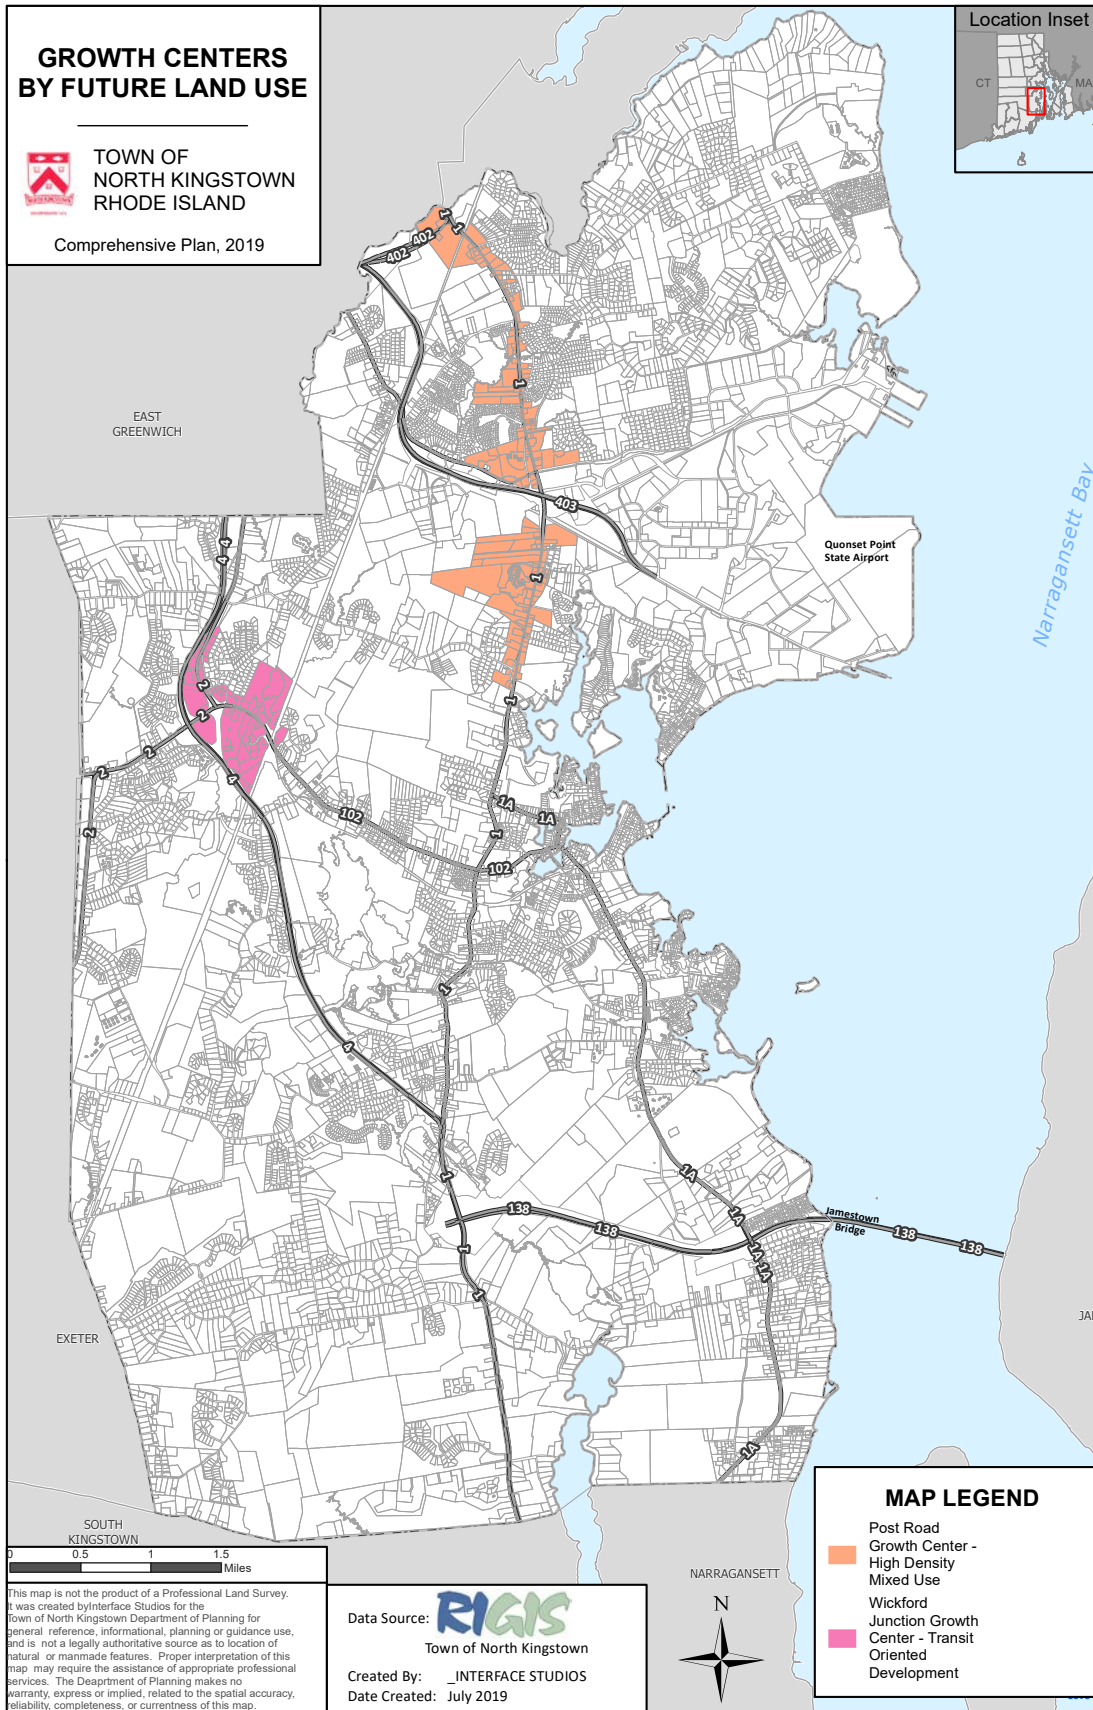 GROWTH CENTERS
BY FUTURE LAND USE
TOWN OF
NORTH KINGSTOWN
RHODE ISLAND
Comprehensive Plan, 2019
Location Inset
CT
MA
EAST
GREENWICH
Narragansett Bay
Quonset Point
State Airport
1
1
402
402
1
403
1
4
4
2
2
2
2
2
4
1
1A
1A
1
102
102
1
4
1
1A
138
138
1A
1A
1A
Jamestown
Bridge
138
138
1
1
1A
EXETER
JA
SOUTH
KINGSTOWN
NARRAGANSETT
0 0.5 1 1.5
Miles
This map is not the product of a Professional Land Survey.
It was created byInterface Studios for the
Town of North Kingstown Department of Planning for
general reference, informational, planning or guidance use,
and is not a legally authoritative source as to location of
natural or manmade features. Proper interpretation of this
map may require the assistance of appropriate professional
services. The Deapartment of Planning makes no
warranty, express or implied, related to the spatial accuracy,
reliability, completeness, or currentness of this map.
Data Source: RIGIS
Town of North Kingstown
Created By: _INTERFACE STUDIOS
Date Created: July 2019
N
MAP LEGEND
Post Road
Growth Center -
High Density
Mixed Use
Wickford
Junction Growth
Center - Transit
Oriented
Development